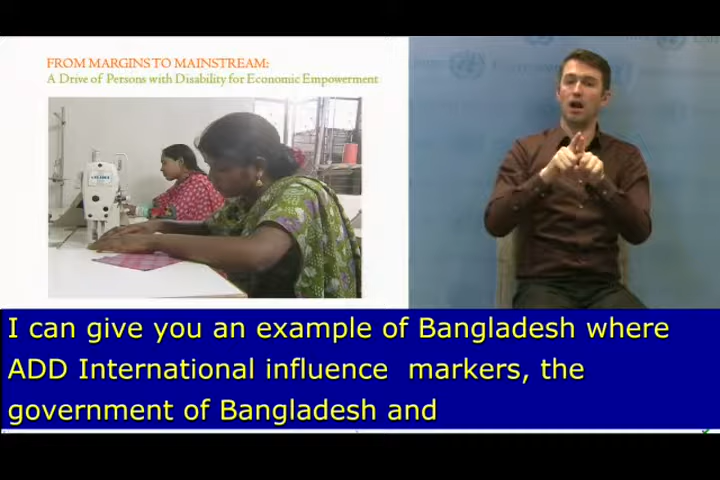 FROM MARGINS TO MAINSTREAM:
A Drive of Persons with Disability for Economic Empowerment
I can give you an example of Bangladesh where
ADD International influence markers, the
government of Bangladesh and